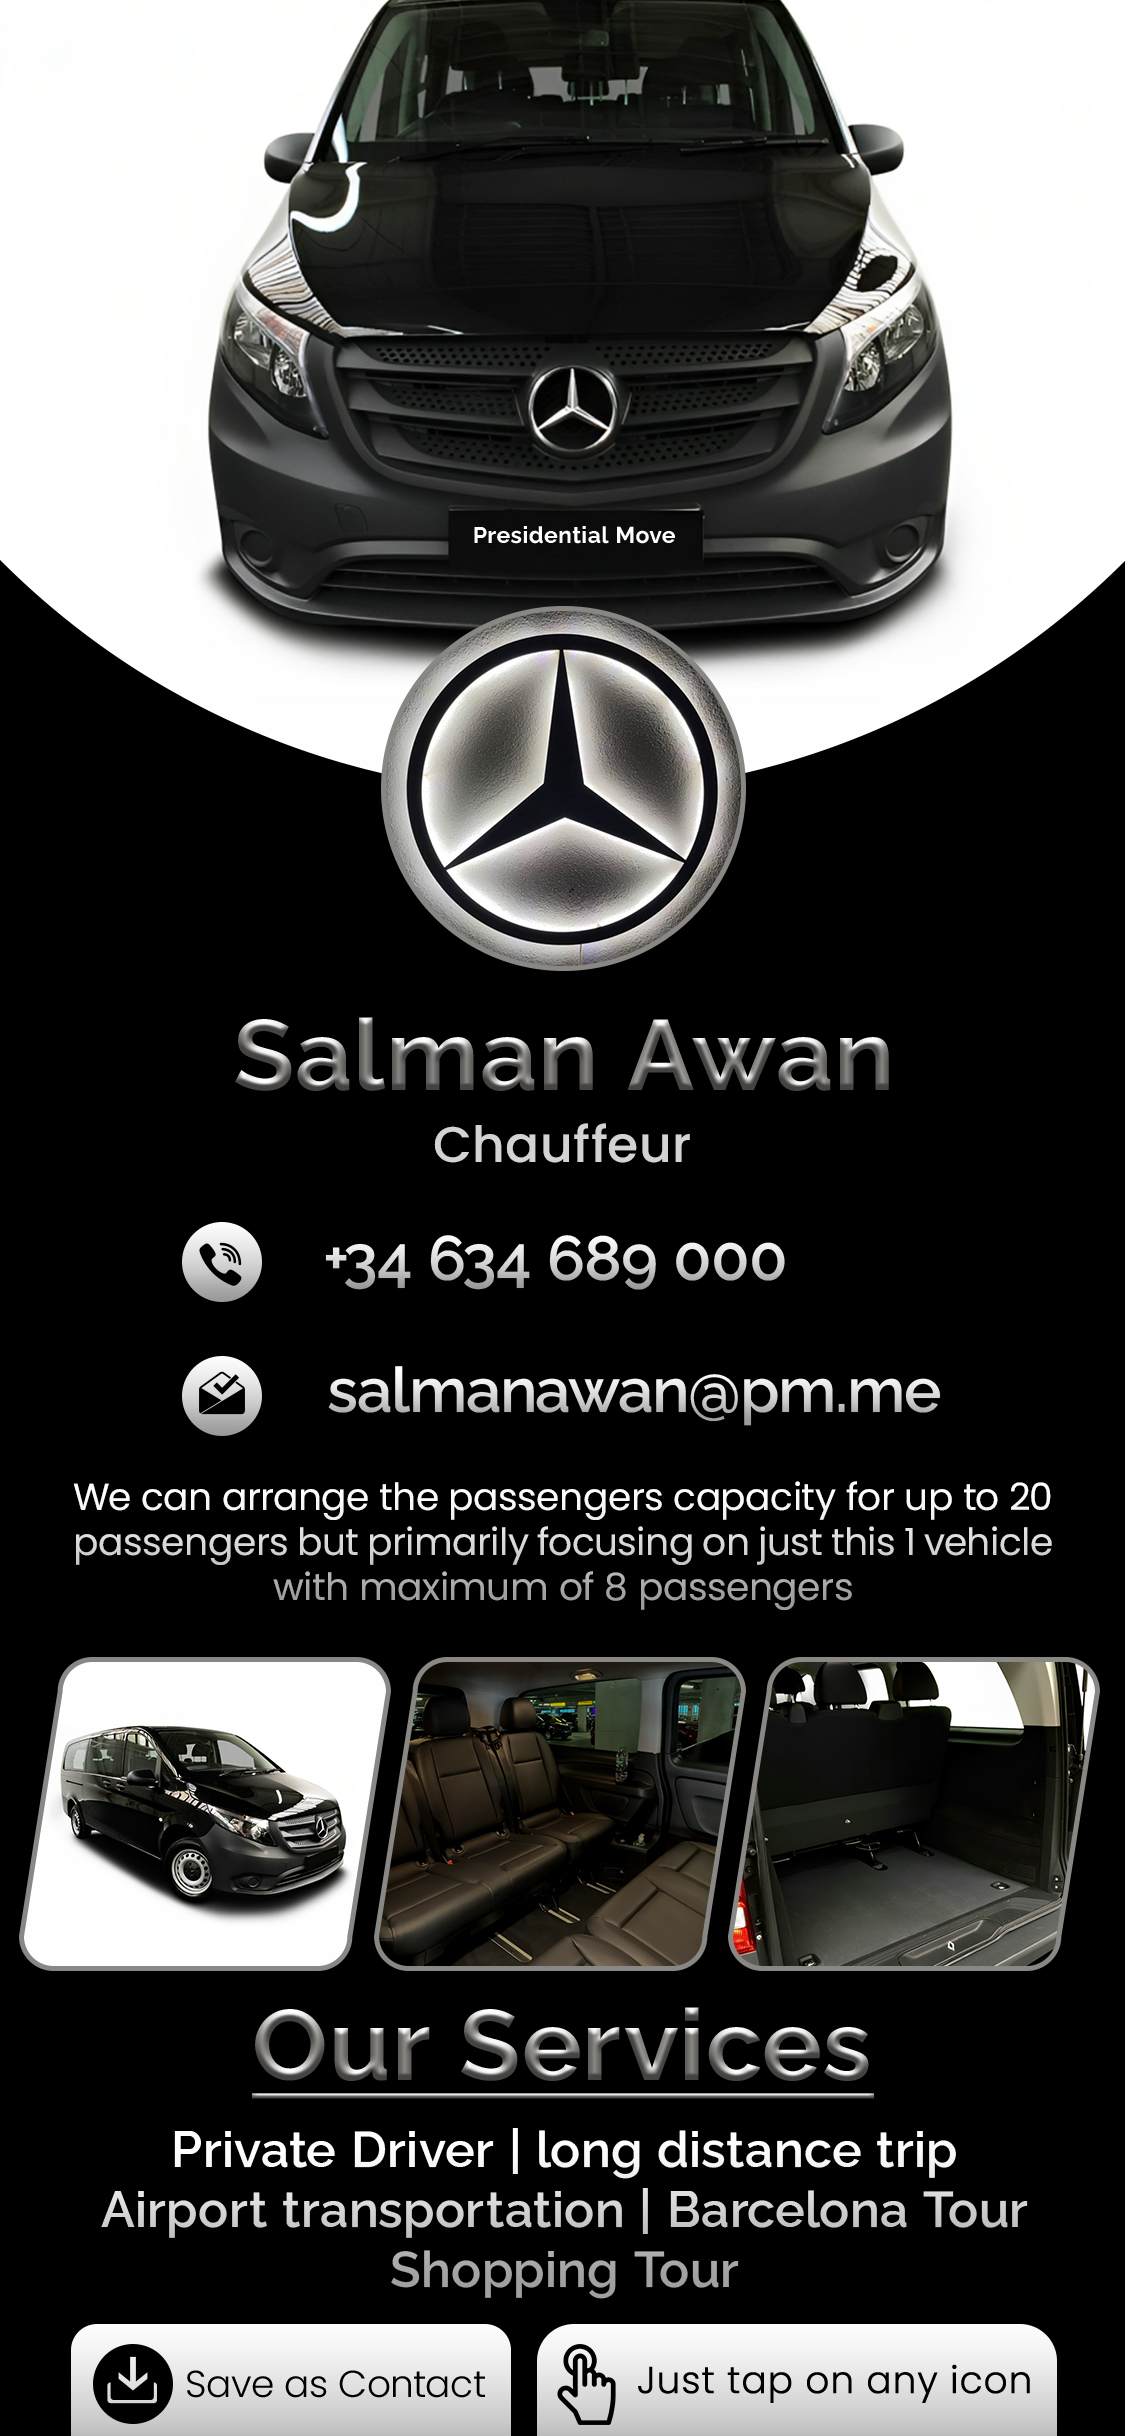 Presidential Move
Salman Awan
Chauffeur
+34 634 689 000
salmanawan@pm.me
We can arrange the passengers capacity for up to 20
passengers but primarily focusing on just this 1 vehicle
with maximum of 8 passengers
Our Services
Private Driver | long distance trip
Airport transportation | Barcelona Tour
Shopping Tour
Save as Contact
Just tap on any icon